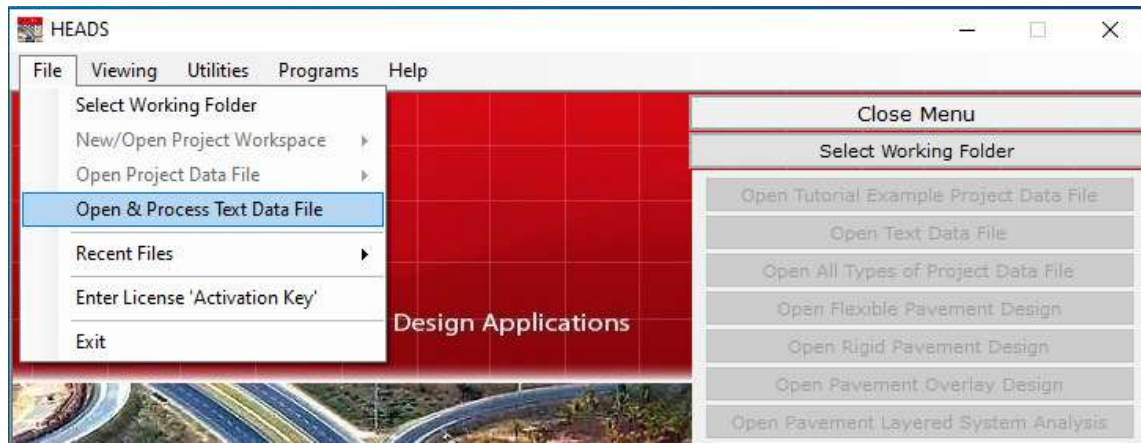 HEADS
File Viewing Utilities Programs Help
Select Working Folder
New/Open Project Workspace
Open Project Data File
Open & Process Text Data File
Recent Files
Enter License 'Activation Key'
Exit
Design Applications
Close Menu
Select Working Folder
Open Tutorial Example Project Data File
Open Text Data File
Open All Types of Project Data File
Open Flexible Pavement Design
Open Rigid Pavement Design
Open Pavement Overlay Design
Open Pavement Layered System Analysis